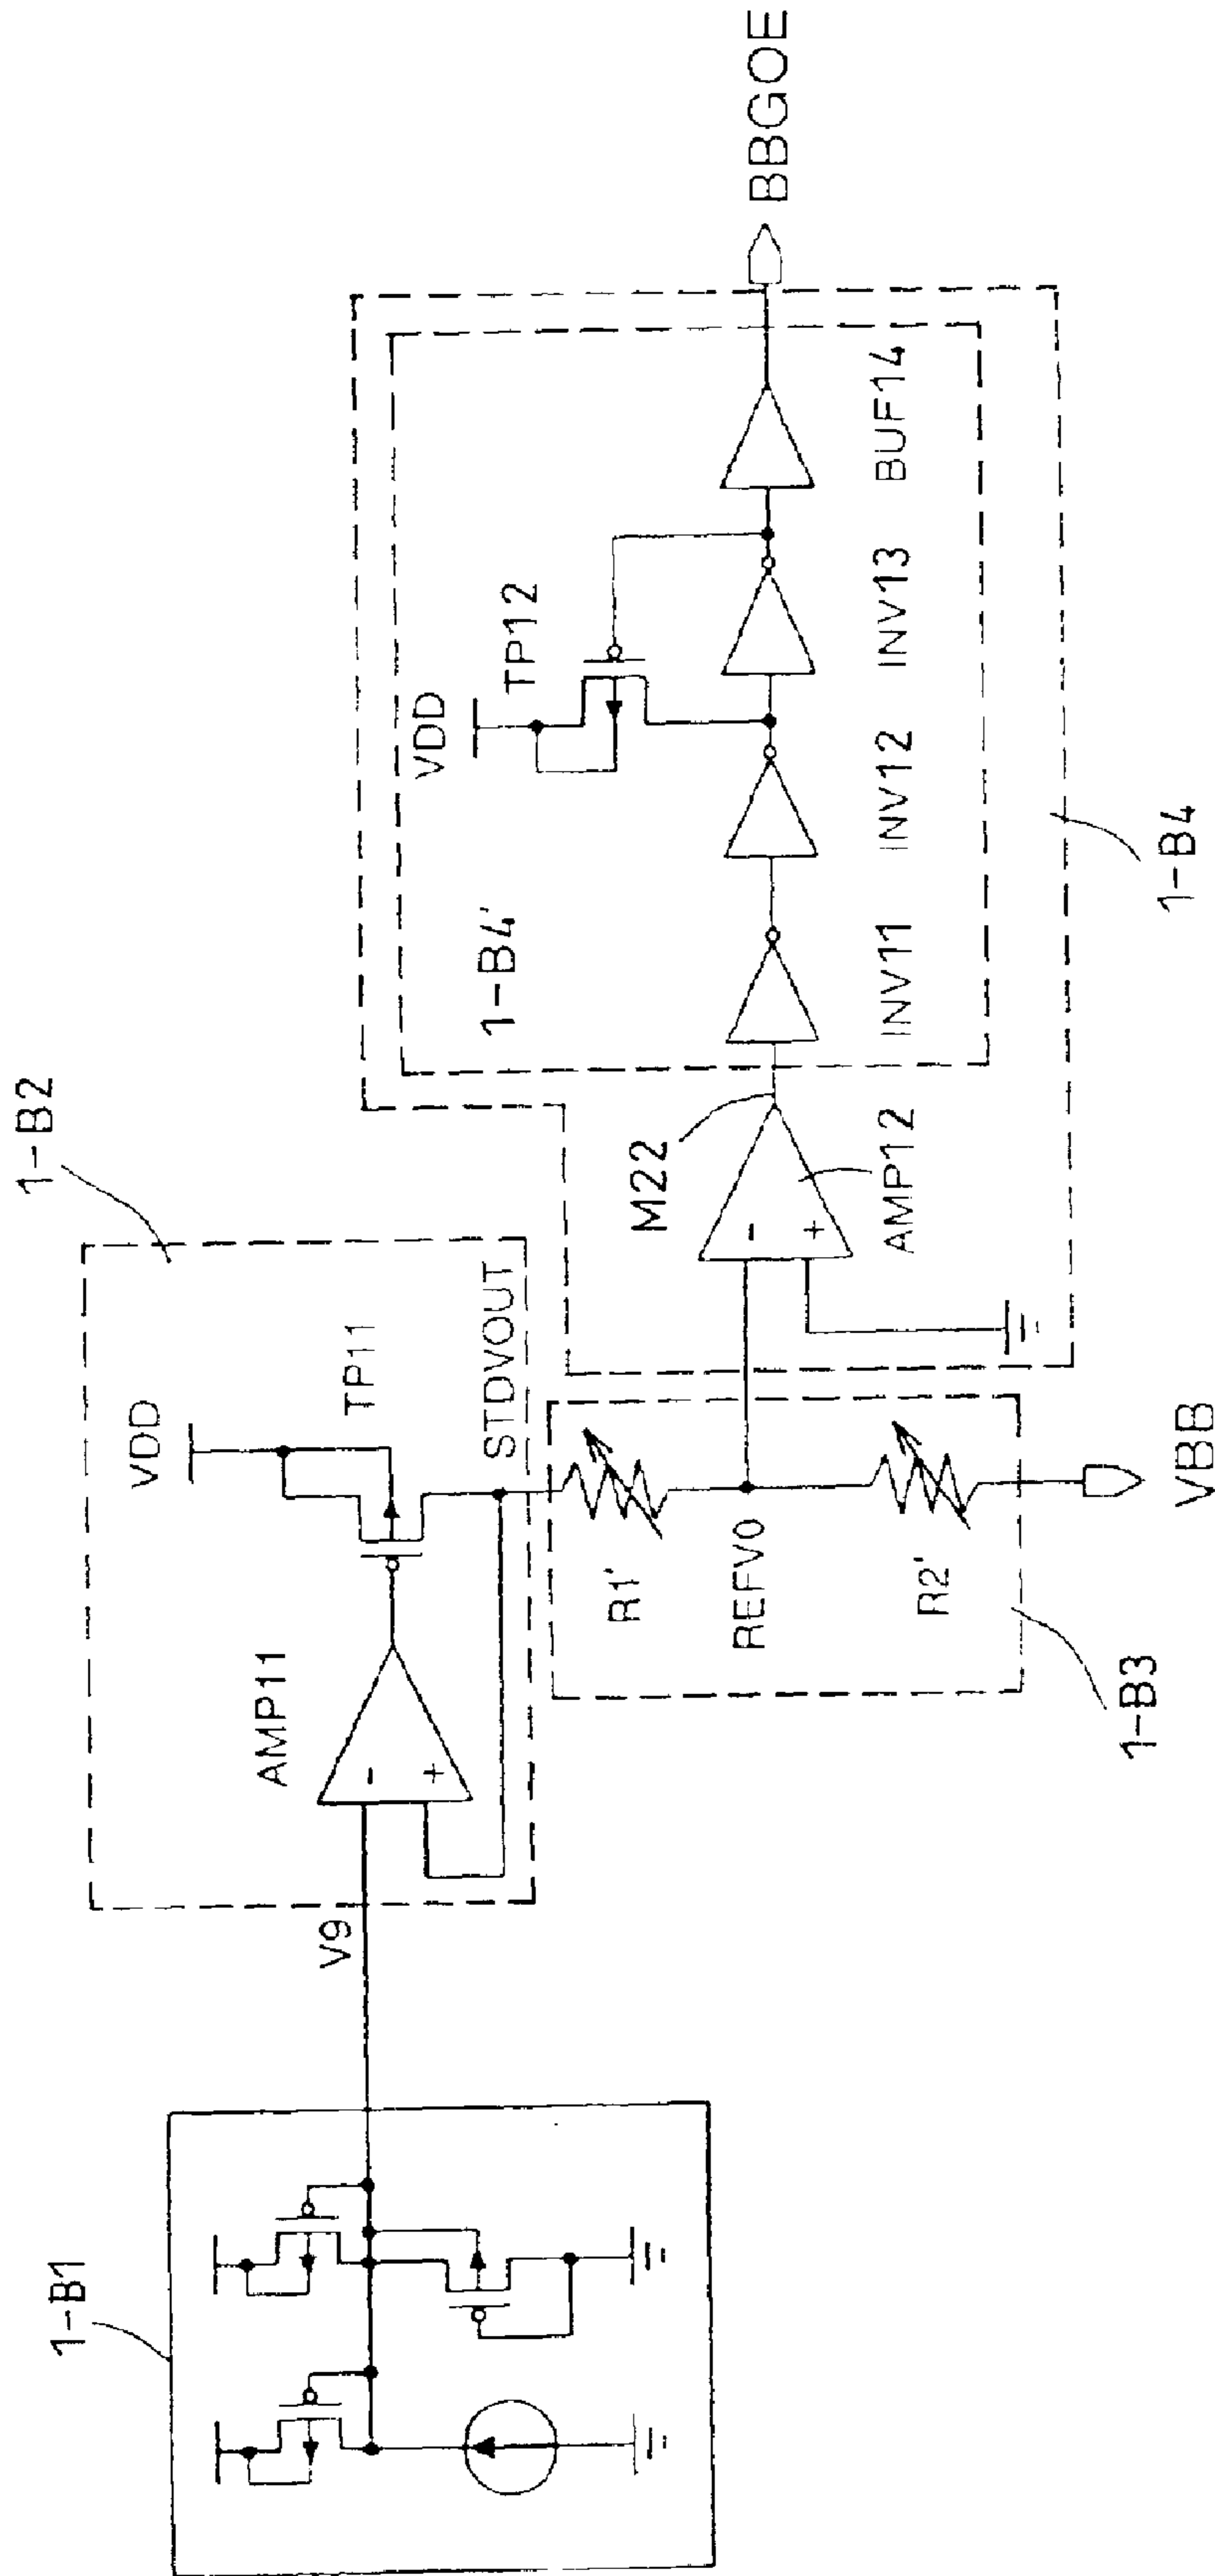 1-B1
V9
1-B2
VDD
AMP11
-
+
TP11
STDVOUT
R1'
REFV0
R2'
1-B3
VBB
M22
-
+
AMP12
1-B4'
VDD
TP12
INV11
INV12
INV13
BUF14
1-B4
BBGOE